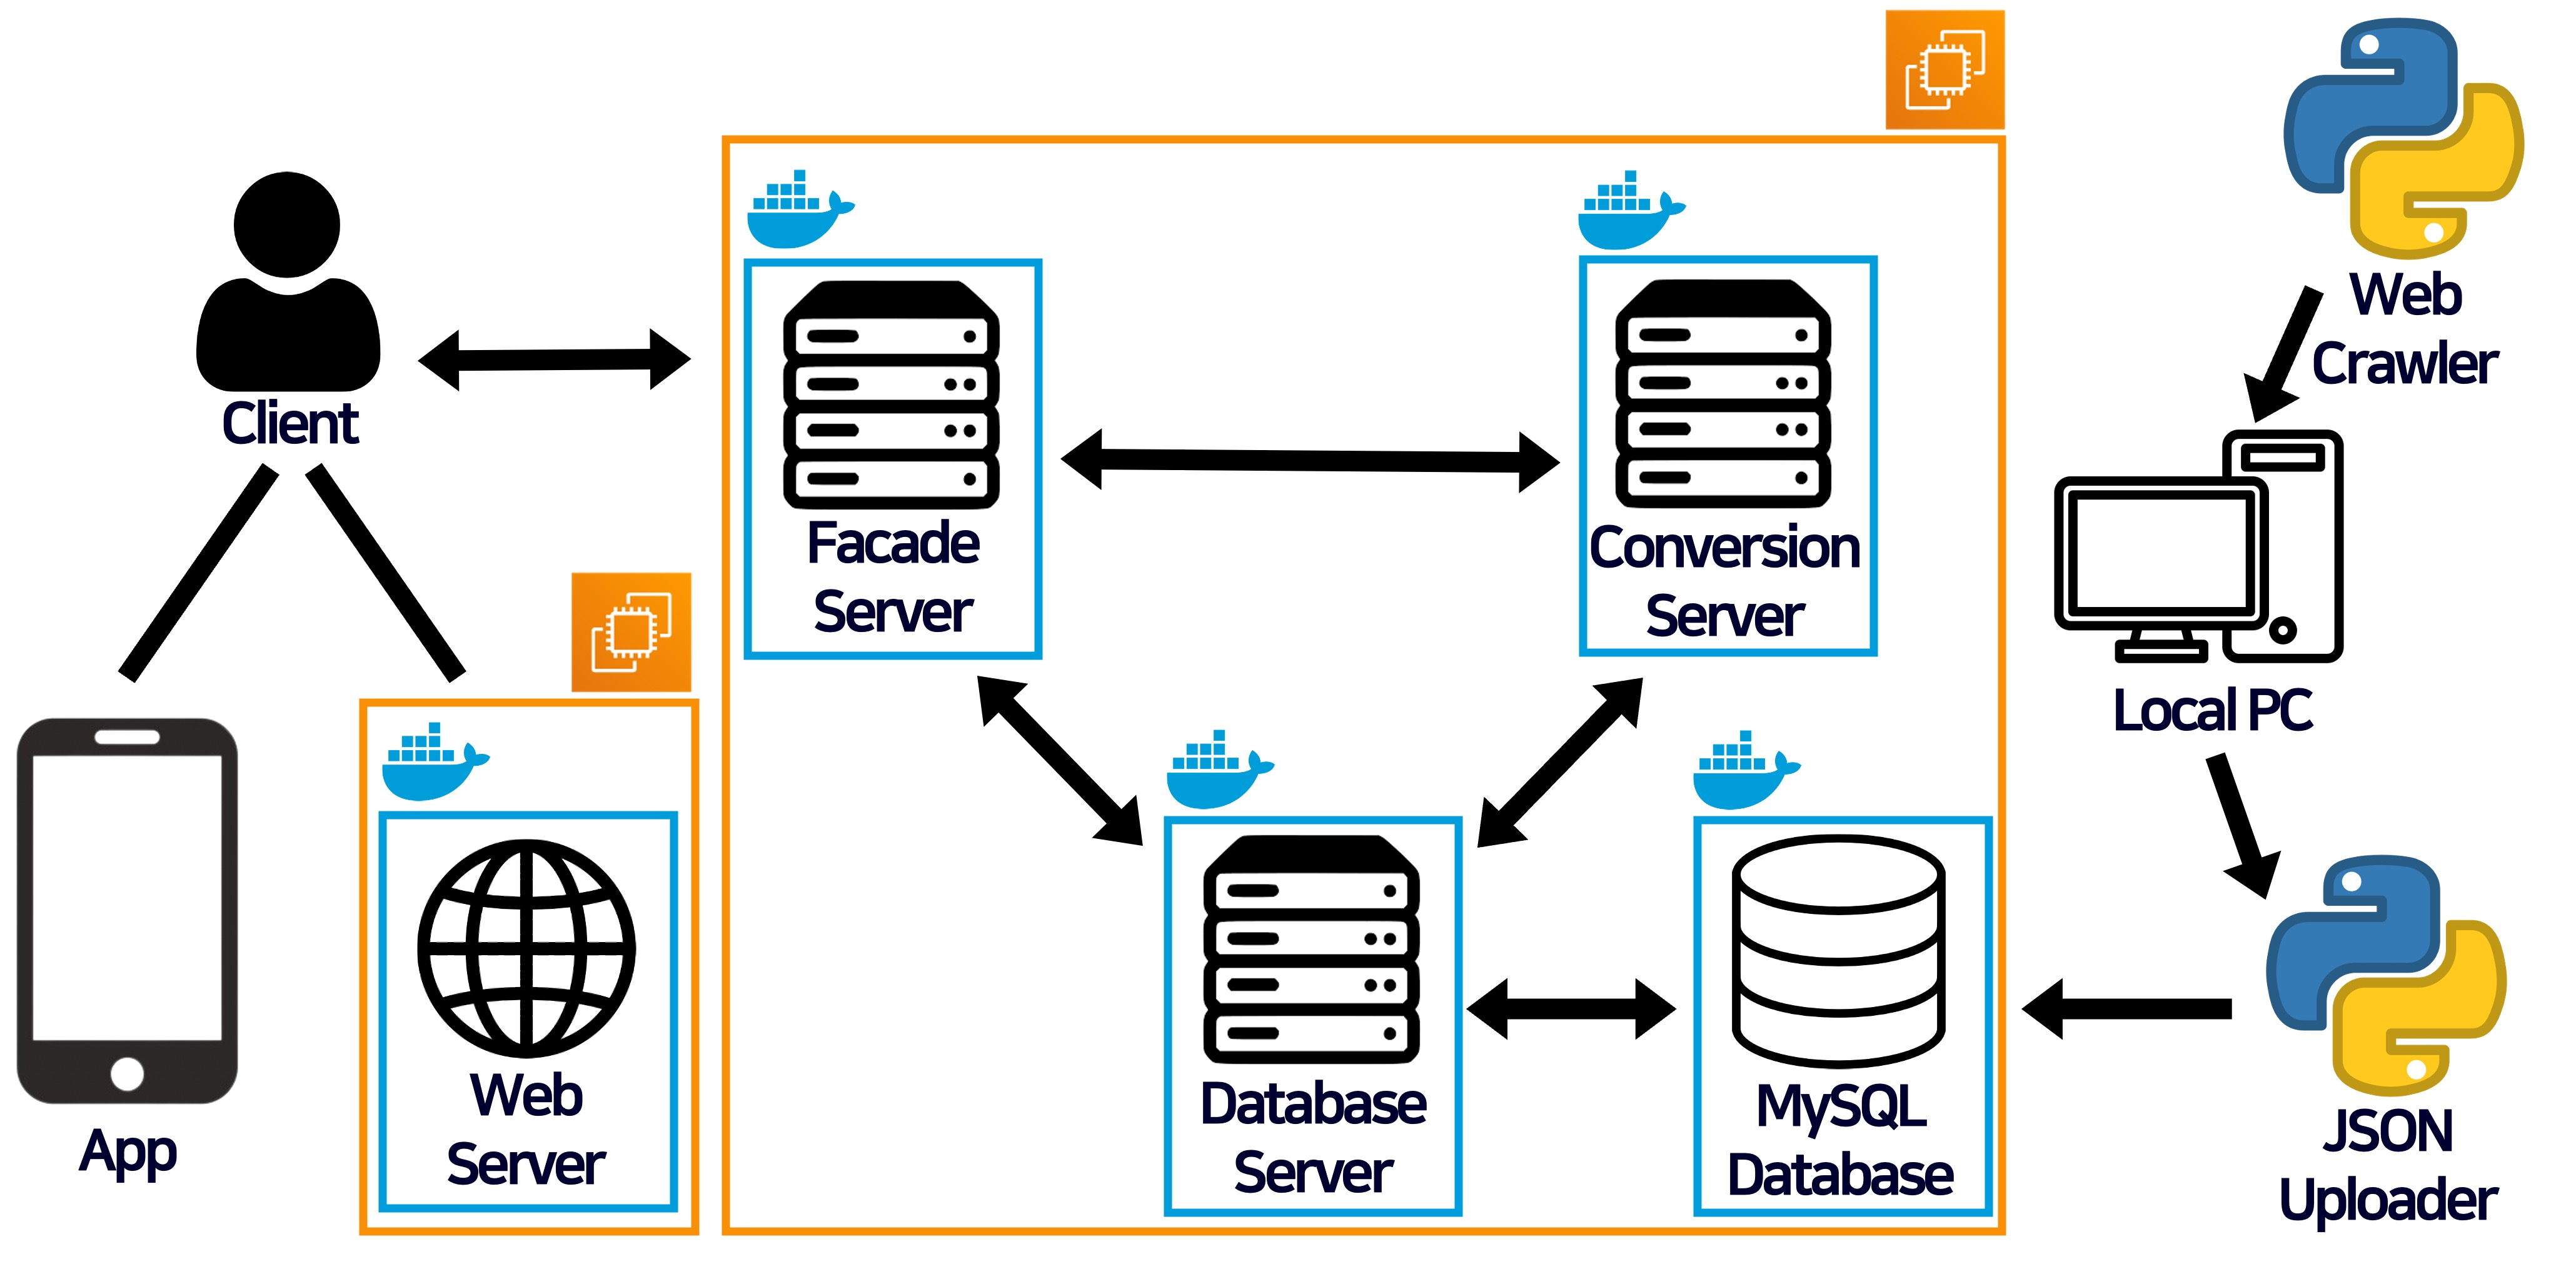 Client
App
Web
Server
Facade
Server
Conversion
Server
Database
Server
MySQL
Database
Web
Crawler
Local PC
JSON
Uploader